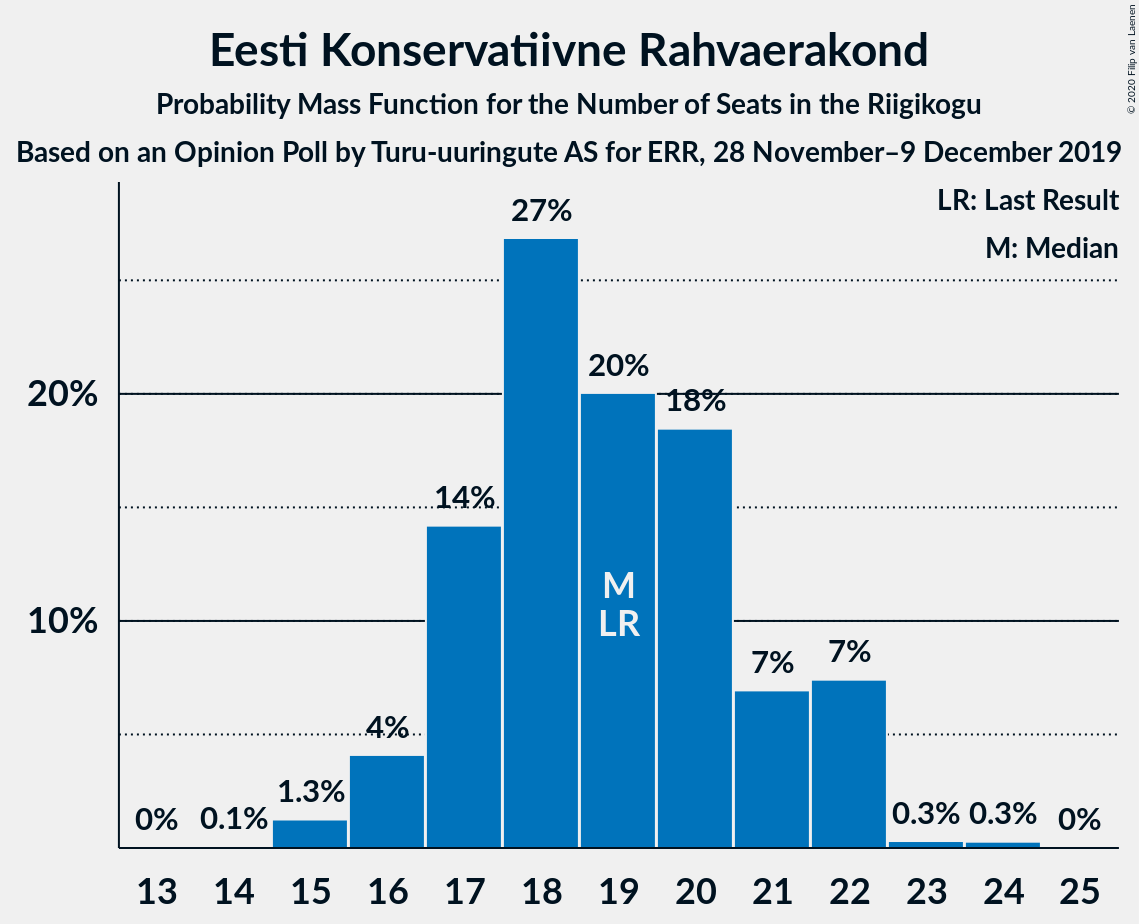 Eesti Konservatiivne Rahvaerakond
Probability Mass Function for the Number of Seats in the Riigikogu
Based on an Opinion Poll by Turu-uuringute AS for ERR, 28 November–9 December 2019
© 2020 Filip van Laenen
LR: Last Result
M: Median
27%
20%
20%
18%
14%
M
LR
10%
7%
7%
4%
1.3%
0%
0.1%
0.3%
0.3%
0%
13 14 15 16 17 18 19 20 21 22 23 24 25